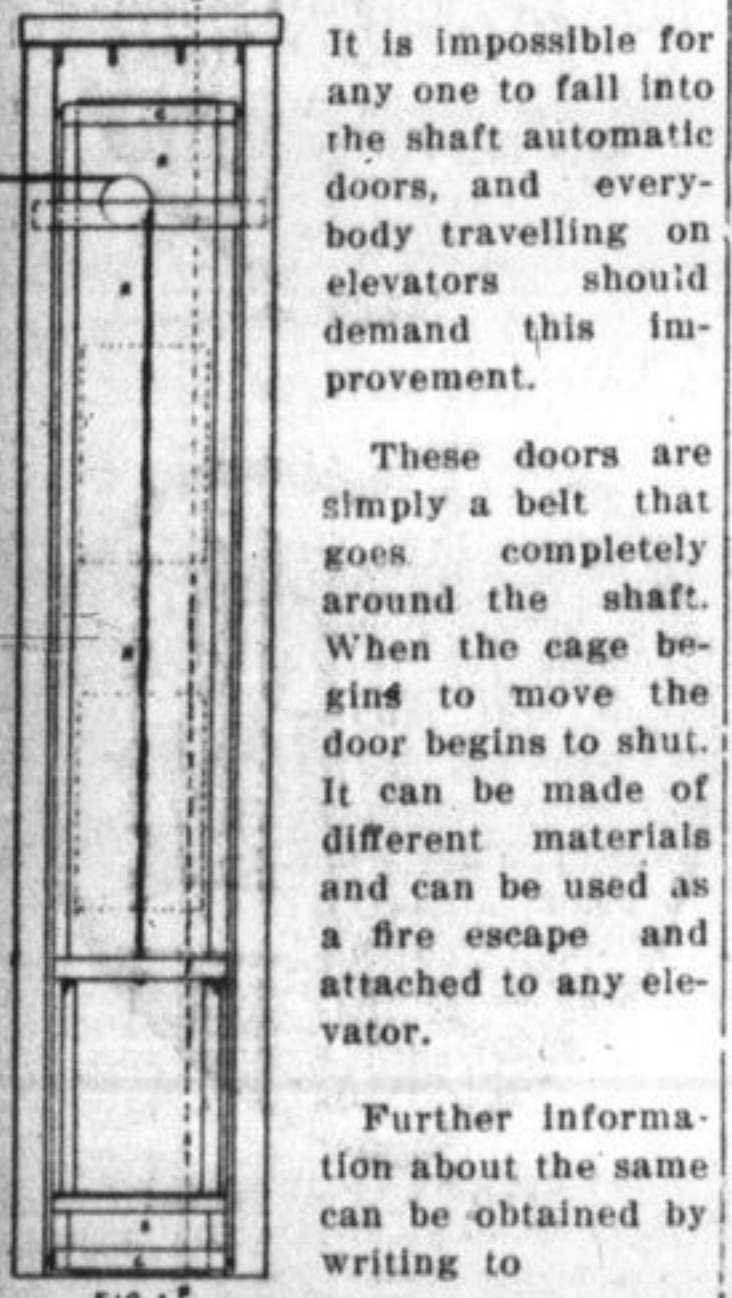 It is impossible for
any one to fall into
the shaft automatic
doors, and every-
body travelling on
elevators should
demand this im-
provement.
These doors are
simply a belt that
goes completely
around the shaft.
When the cage be-
gins to move the
door begins to shut.
It can be made of
different materials
and can be used as
a fire escape and
attached to any ele-
vator.
Further informa-
tion about the same
can be obtained by
writing to